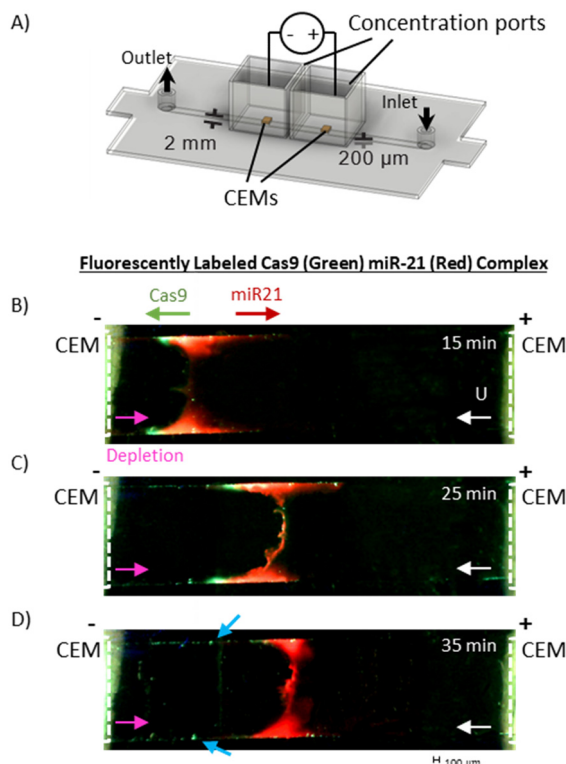 A)
- +
Concentration ports
Outlet
Inlet
2 mm
200 µm
CEMs
Fluorescently Labeled Cas9 (Green) miR-21 (Red) Complex
B)
Cas9 miR21
- +
CEM 15 min CEM
U
Depletion
C)
- +
CEM 25 min CEM
D)
- +
CEM 35 min CEM
H 100 µm